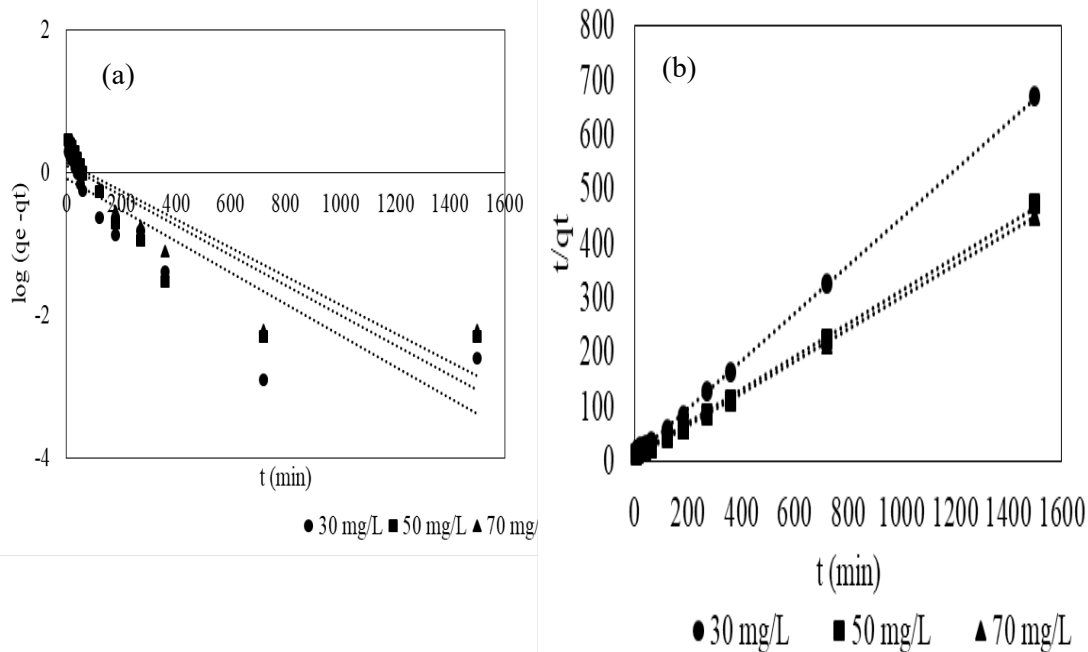 (a)
2
0
-2
-4
0 200 400 600 800 1000 1200 1400 1600
log (qe -qt)
t (min)
30 mg/L 50 mg/L 70 mg/
(b)
800
700
600
500
400
300
200
100
0
0 200 400 600 800 1000 1200 1400 1600
t/qt
t (min)
30 mg/L 50 mg/L 70 mg/L